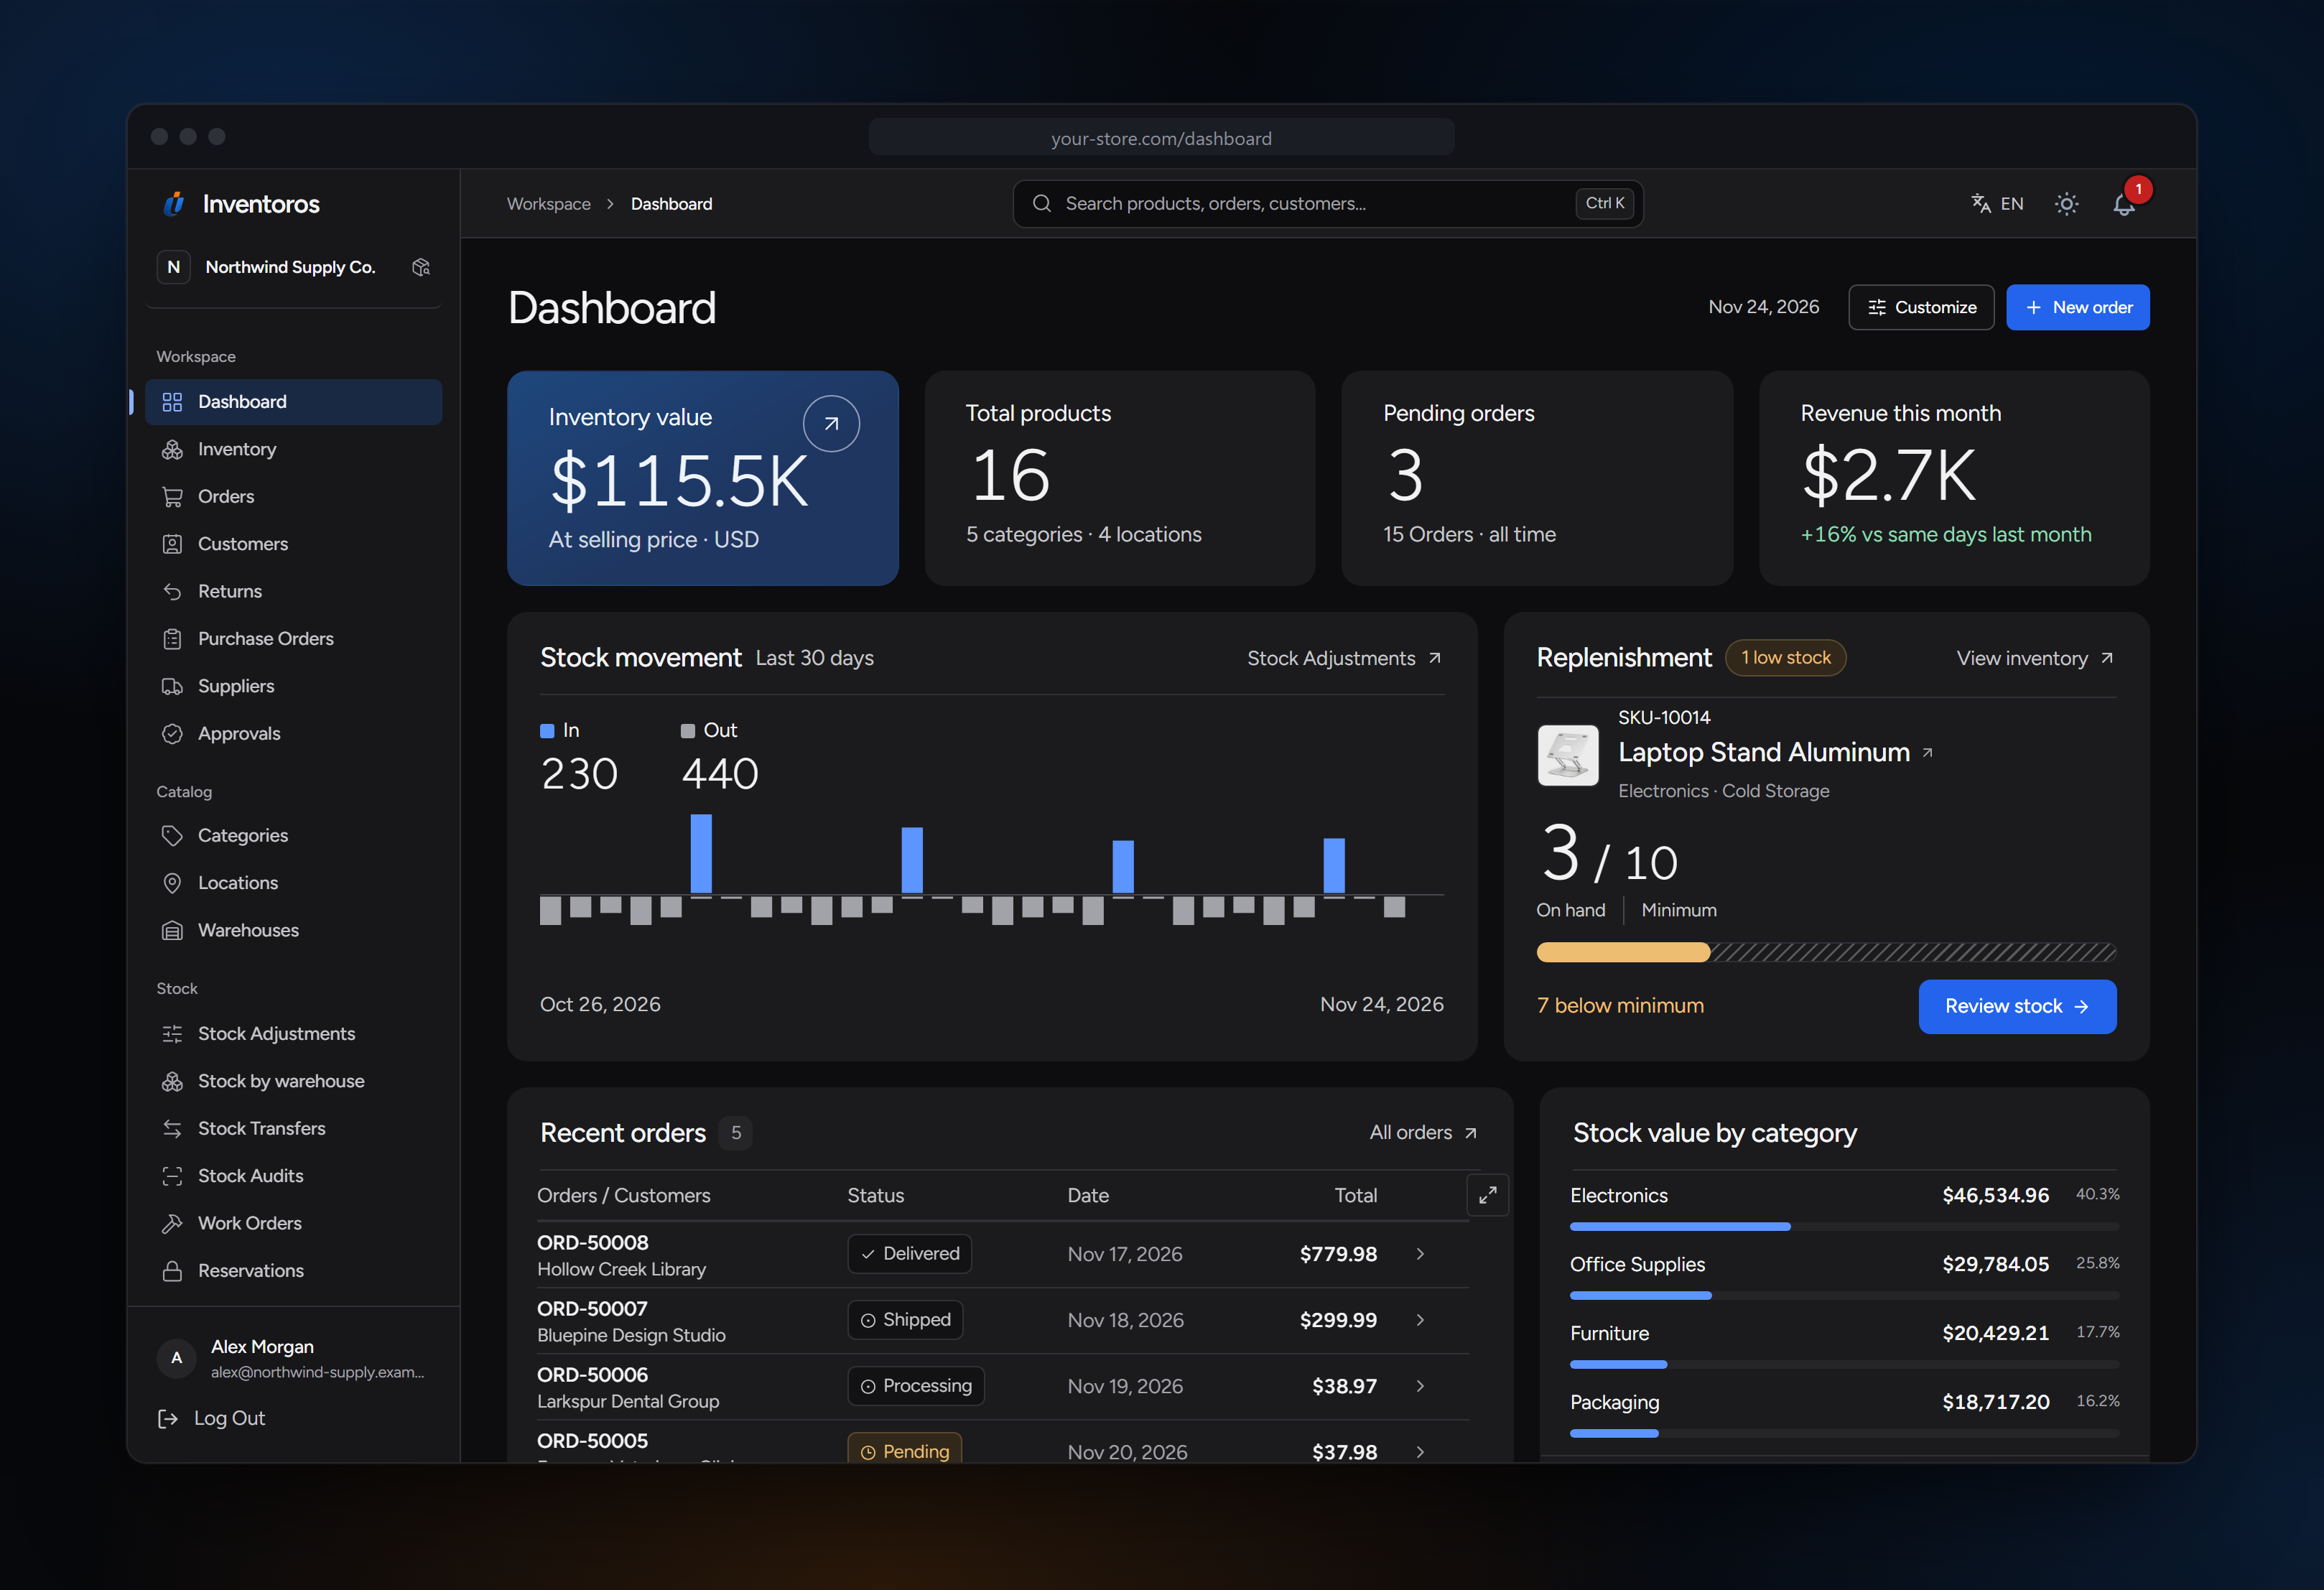 your-store.com/dashboard
Inventoros
Workspace > Dashboard
Search products, orders, customers...
Ctrl K
EN
1
N
Northwind Supply Co.
Workspace
Dashboard
Inventory
Orders
Customers
Returns
Purchase Orders
Suppliers
Approvals
Catalog
Categories
Locations
Warehouses
Stock
Stock Adjustments
Stock by warehouse
Stock Transfers
Stock Audits
Work Orders
Reservations
A
Alex Morgan
alex@northwind-supply.exam...
Log Out
Dashboard
Nov 24, 2026
Customize
+ New order
Inventory value
$115.5K
At selling price · USD
Total products
16
5 categories · 4 locations
Pending orders
3
15 Orders · all time
Revenue this month
$2.7K
+16% vs same days last month
Stock movement Last 30 days
Stock Adjustments
In
230
Out
440
Oct 26, 2026
Nov 24, 2026
Replenishment
1 low stock
View inventory
SKU-10014
Laptop Stand Aluminum
Electronics · Cold Storage
3 / 10
On hand
Minimum
7 below minimum
Review stock
Recent orders 5
All orders
Orders / Customers Status Date Total
ORD-50008
Hollow Creek Library
Delivered
Nov 17, 2026
$779.98
ORD-50007
Bluepine Design Studio
Shipped
Nov 18, 2026
$299.99
ORD-50006
Larkspur Dental Group
Processing
Nov 19, 2026
$38.97
ORD-50005
Pending
Nov 20, 2026
$37.98
Stock value by category
Electronics $46,534.96 40.3%
Office Supplies $29,784.05 25.8%
Furniture $20,429.21 17.7%
Packaging $18,717.20 16.2%